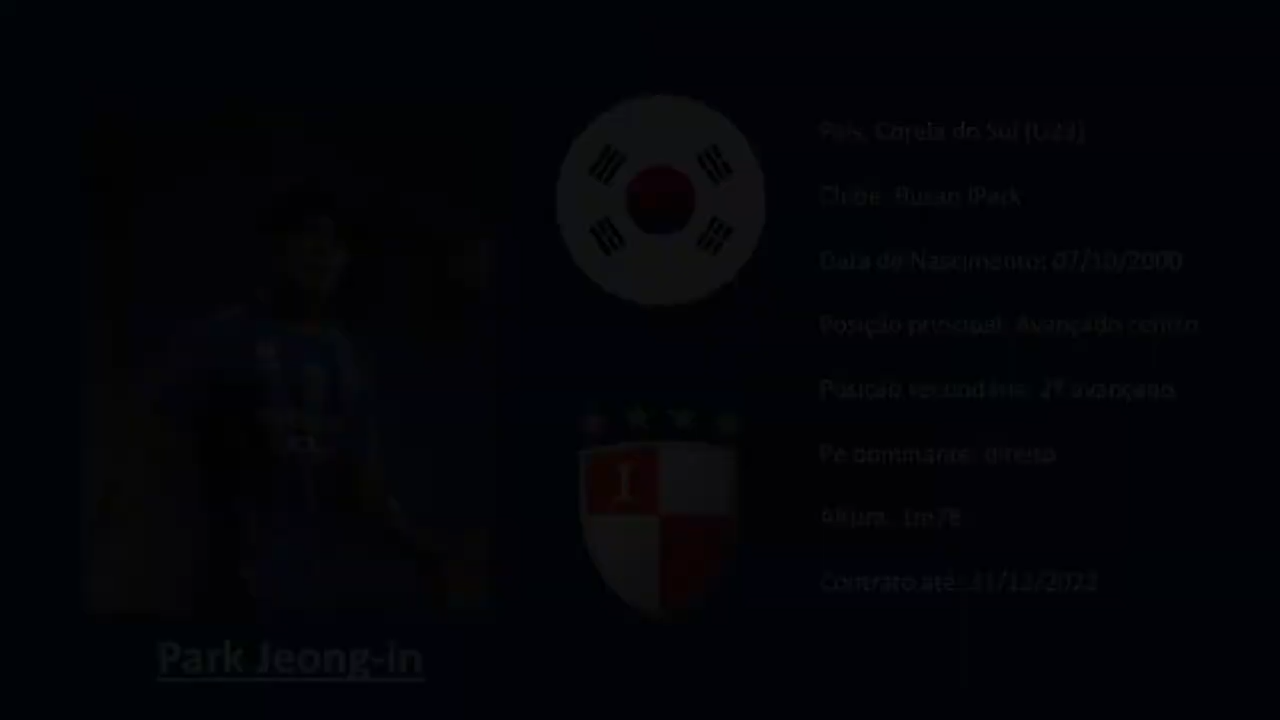 País: Coreia do Sul (U23)
Clube: Busan IPark
Data de Nascimento: 07/10/2000
Posição principal: Avançado centro
Posição secundária: 2º avançado
Pé dominante: direito
Altura: 1m78
Contrato até: 31/12/2022
I
Park Jeong-in